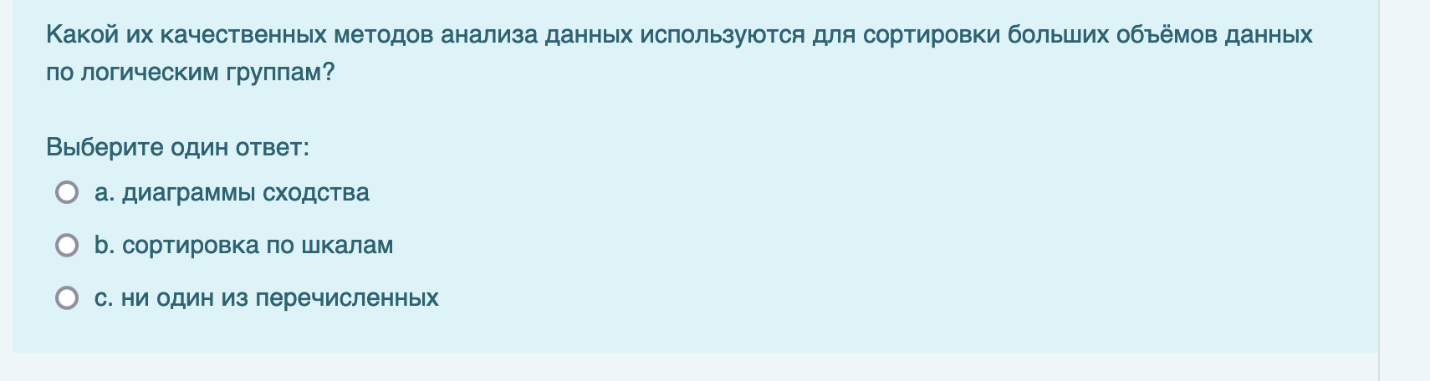 Какой их качественных методов анализа данных используются для сортировки больших объёмов данных
по логическим группам?
Выберите один ответ:
a. диаграммы сходства
b. сортировка по шкалам
c. ни один из перечисленных